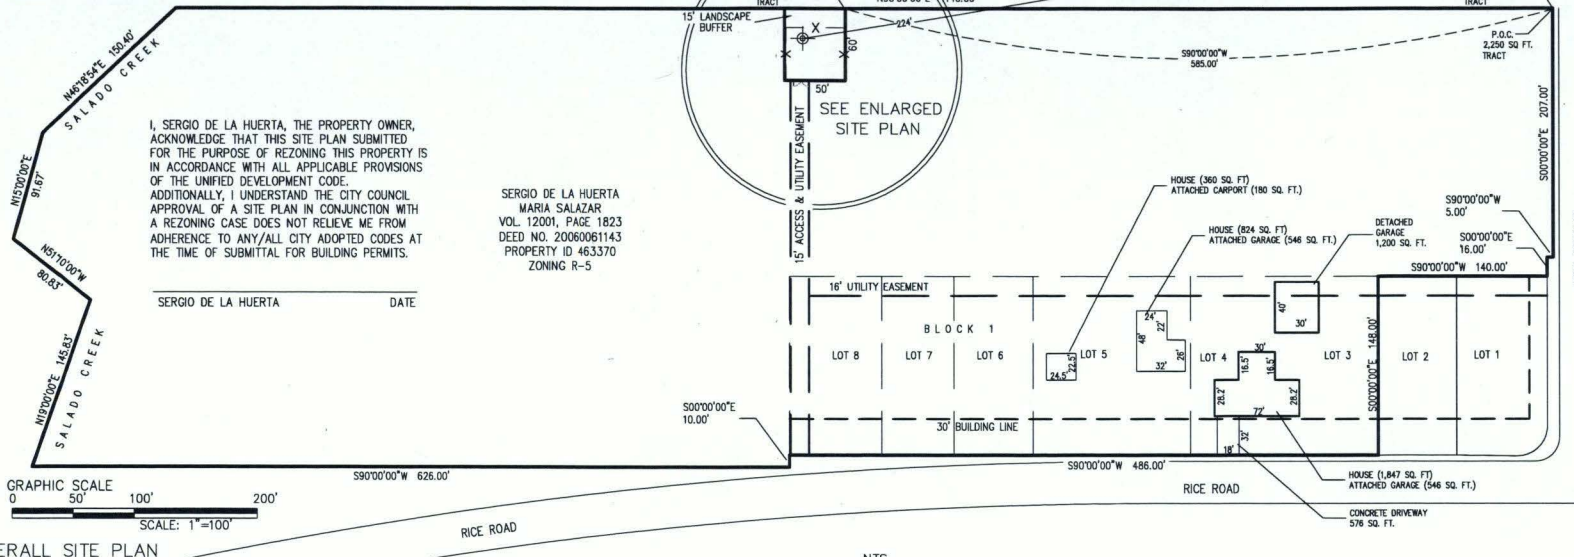 TRACT
TRACT
15' LANDSCAPE
BUFFER
X
224'
60'
50'
S90°00'00"W
585.00'
P.O.C.
2,250 SQ FT.
TRACT
N46°18'54"E 150.40'
SALADO CREEK
N15°00'00"E
91.67'
N51°10'00"W
80.83'
N19°00'00"E 145.83'
SALADO CREEK
I, SERGIO DE LA HUERTA, THE PROPERTY OWNER,
ACKNOWLEDGE THAT THIS SITE PLAN SUBMITTED
FOR THE PURPOSE OF REZONING THIS PROPERTY IS
IN ACCORDANCE WITH ALL APPLICABLE PROVISIONS
OF THE UNIFIED DEVELOPMENT CODE.
ADDITIONALLY, I UNDERSTAND THE CITY COUNCIL
APPROVAL OF A SITE PLAN IN CONJUNCTION WITH
A REZONING CASE DOES NOT RELIEVE ME FROM
ADHERENCE TO ANY/ALL CITY ADOPTED CODES AT
THE TIME OF SUBMITTAL FOR BUILDING PERMITS.
SERGIO DE LA HUERTA DATE
SERGIO DE LA HUERTA
MARIA SALAZAR
VOL. 12001, PAGE 1823
DEED NO. 20060061143
PROPERTY ID 463370
ZONING R-5
SEE ENLARGED
SITE PLAN
15' ACCESS & UTILITY EASEMENT
S00°00'00"E 207.00'
HOUSE (360 SQ. FT)
ATTACHED CARPORT (180 SQ. FT.)
HOUSE (824 SQ. FT)
ATTACHED GARAGE (546 SQ. FT.)
DETACHED
GARAGE
1,200 SQ. FT.
S90°00'00"W
5.00'
S00°00'00"E
16.00'
S90°00'00"W 140.00'
16' UTILITY EASEMENT
BLOCK 1
LOT 8
LOT 7
LOT 6
LOT 5
LOT 4
LOT 3
LOT 2
LOT 1
24.5'
22.5'
24'
22'
48'
26'
32'
40'
30'
30'
16.5'
16.5'
28.2'
28.2'
72'
18'
32'
S00°00'00"E 148.00'
S00°00'00"E
10.00'
30' BUILDING LINE
S90°00'00"W 626.00'
S90°00'00"W 486.00'
RICE ROAD
RICE ROAD
HOUSE (1,847 SQ. FT)
ATTACHED GARAGE (546 SQ. FT.)
CONCRETE DRIVEWAY
576 SQ. FT.
GRAPHIC SCALE
0 50' 100' 200'
SCALE: 1"=100'
ERALL SITE PLAN